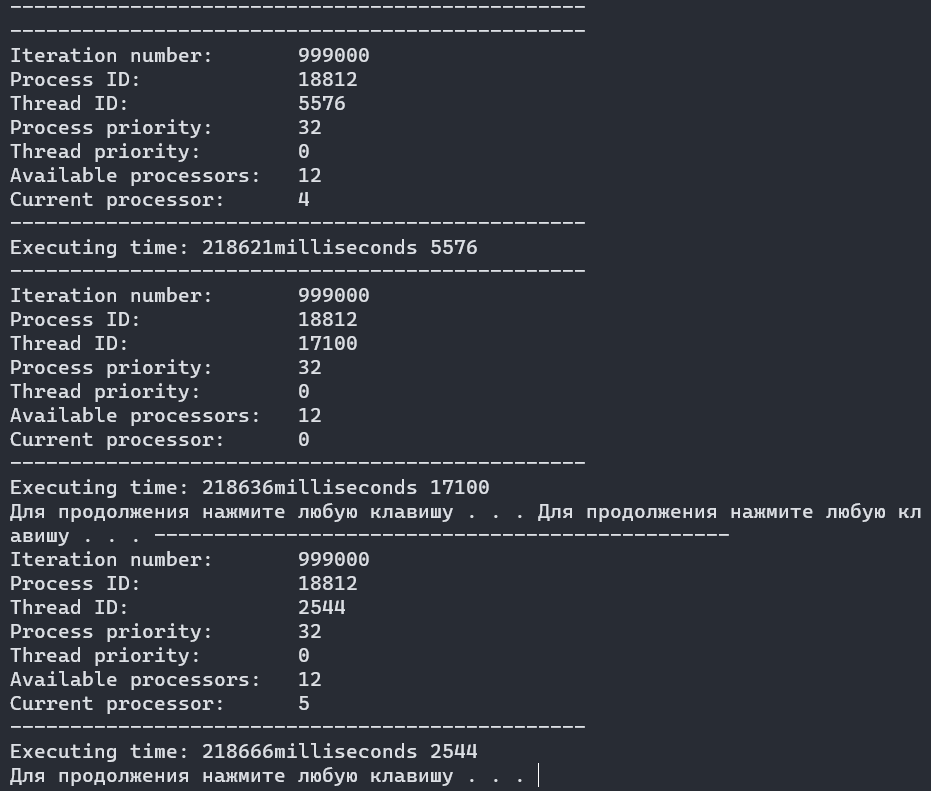 ------------------------------------------------
------------------------------------------------
Iteration number:       999000
Process ID:             18812
Thread ID:              5576
Process priority:       32
Thread priority:        0
Available processors:   12
Current processor:      4
------------------------------------------------
Executing time: 218621milliseconds 5576
------------------------------------------------
Iteration number:       999000
Process ID:             18812
Thread ID:              17100
Process priority:       32
Thread priority:        0
Available processors:   12
Current processor:      0
------------------------------------------------
Executing time: 218636milliseconds 17100
Для продолжения нажмите любую клавишу . . . Для продолжения нажмите любую кл
авишу . . . ------------------------------------------------
Iteration number:       999000
Process ID:             18812
Thread ID:              2544
Process priority:       32
Thread priority:        0
Available processors:   12
Current processor:      5
------------------------------------------------
Executing time: 218666milliseconds 2544
Для продолжения нажмите любую клавишу . . .